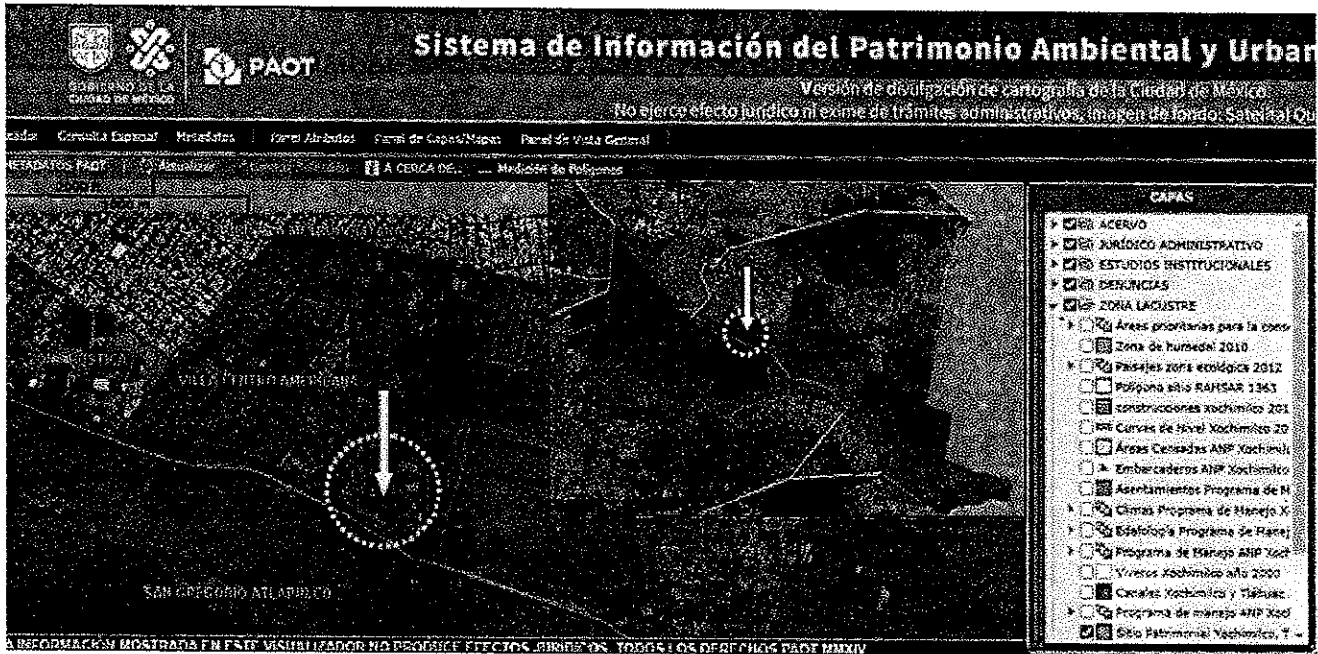 Sistema de Información del Patrimonio Ambiental y Urban
GOBIERNO DE LA
CIUDAD DE MÉXICO
PAOT
Versión de divulgación de cartografía de la Ciudad de México
No ejerce efecto jurídico ni exime de trámites administrativos, Imagen de fondo: Satelital Qu
Consulta Espacial Metadatos Panel Atributos Panel de Capas/Mapas Panel de Vista General
METADATOS PAOT A CERCA DE... Medición de Polígonos
CAPAS
ACERVO
JURÍDICO ADMINISTRATIVO
ESTUDIOS INSTITUCIONALES
DENUNCIAS
ZONA LACUSTRE
Áreas prioritarias para la cons
Zona de humedal 2010
Paisajes zona ecológica 2012
Polígono sitio RAMSAR 1363
construcciones Xochimilco 201
Curvas de Nivel Xochimilco 20
Áreas Censadas ANP Xochimilc
Embarcaderos ANP Xochimilco
Asentamientos Programa de M
Climas Programa de Manejo X
Edafología Programa de Manej
Programa de Manejo ANP Xoch
Viveros Xochimilco año 2000
Canales Xochimilco y Tláhuac
Programa de manejo ANP Xocl
Sitio Patrimonial Xochimilco, T
VILLA CENTRO AMERICANA
SAN GREGORIO ATLAPULCO
A INFORMACIÓN MOSTRADA EN ESTE VISUALIZADOR NO PRODUCE EFECTOS JURÍDICOS. TODOS LOS DERECHOS PAOT MMXIV